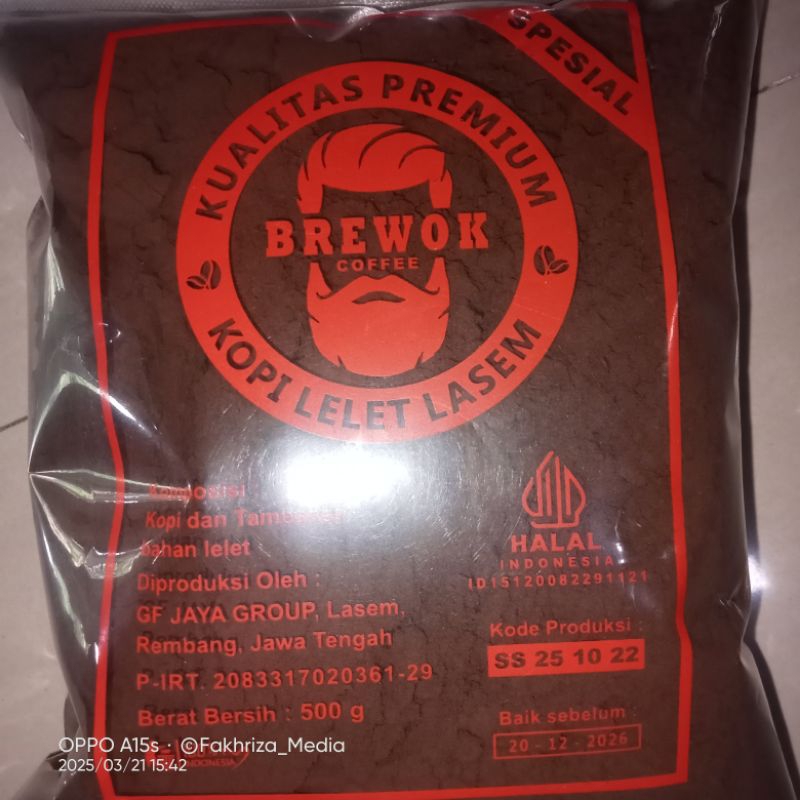 SPESIAL
KUALITAS PREMIUM
BREWOK
COFFEE
KOPI LELET LASEM
Komposisi
Kopi dan
bahan lelet
Diproduksi Oleh :
GF JAYA GROUP, Lasem,
Rembang, Jawa Tengah
P-IRT. 2083317020361-29
Berat Bersih : 500 g
HALAL
INDONESIA
ID15120082291121
Kode Produksi :
SS 25 10 22
Baik sebelum :
20 - 12 - 2026
INDONESIA
OPPO A15s · ©Fakhriza_Media
2025/03/21 15:42